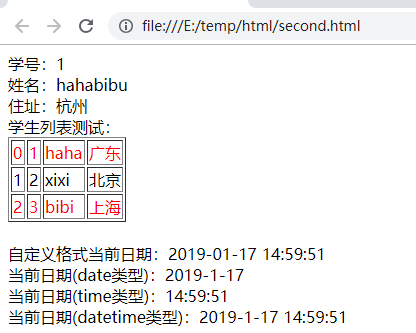 file:///E:/temp/html/second.html
学号：1
姓名：hahabibu
住址：杭州
学生列表测试：
0 1 haha 广东
1 2 xixi 北京
2 3 bibi 上海
自定义格式当前日期：2019-01-17 14:59:51
当前日期(date类型)：2019-1-17
当前日期(time类型)：14:59:51
当前日期(datetime类型)：2019-1-17 14:59:51